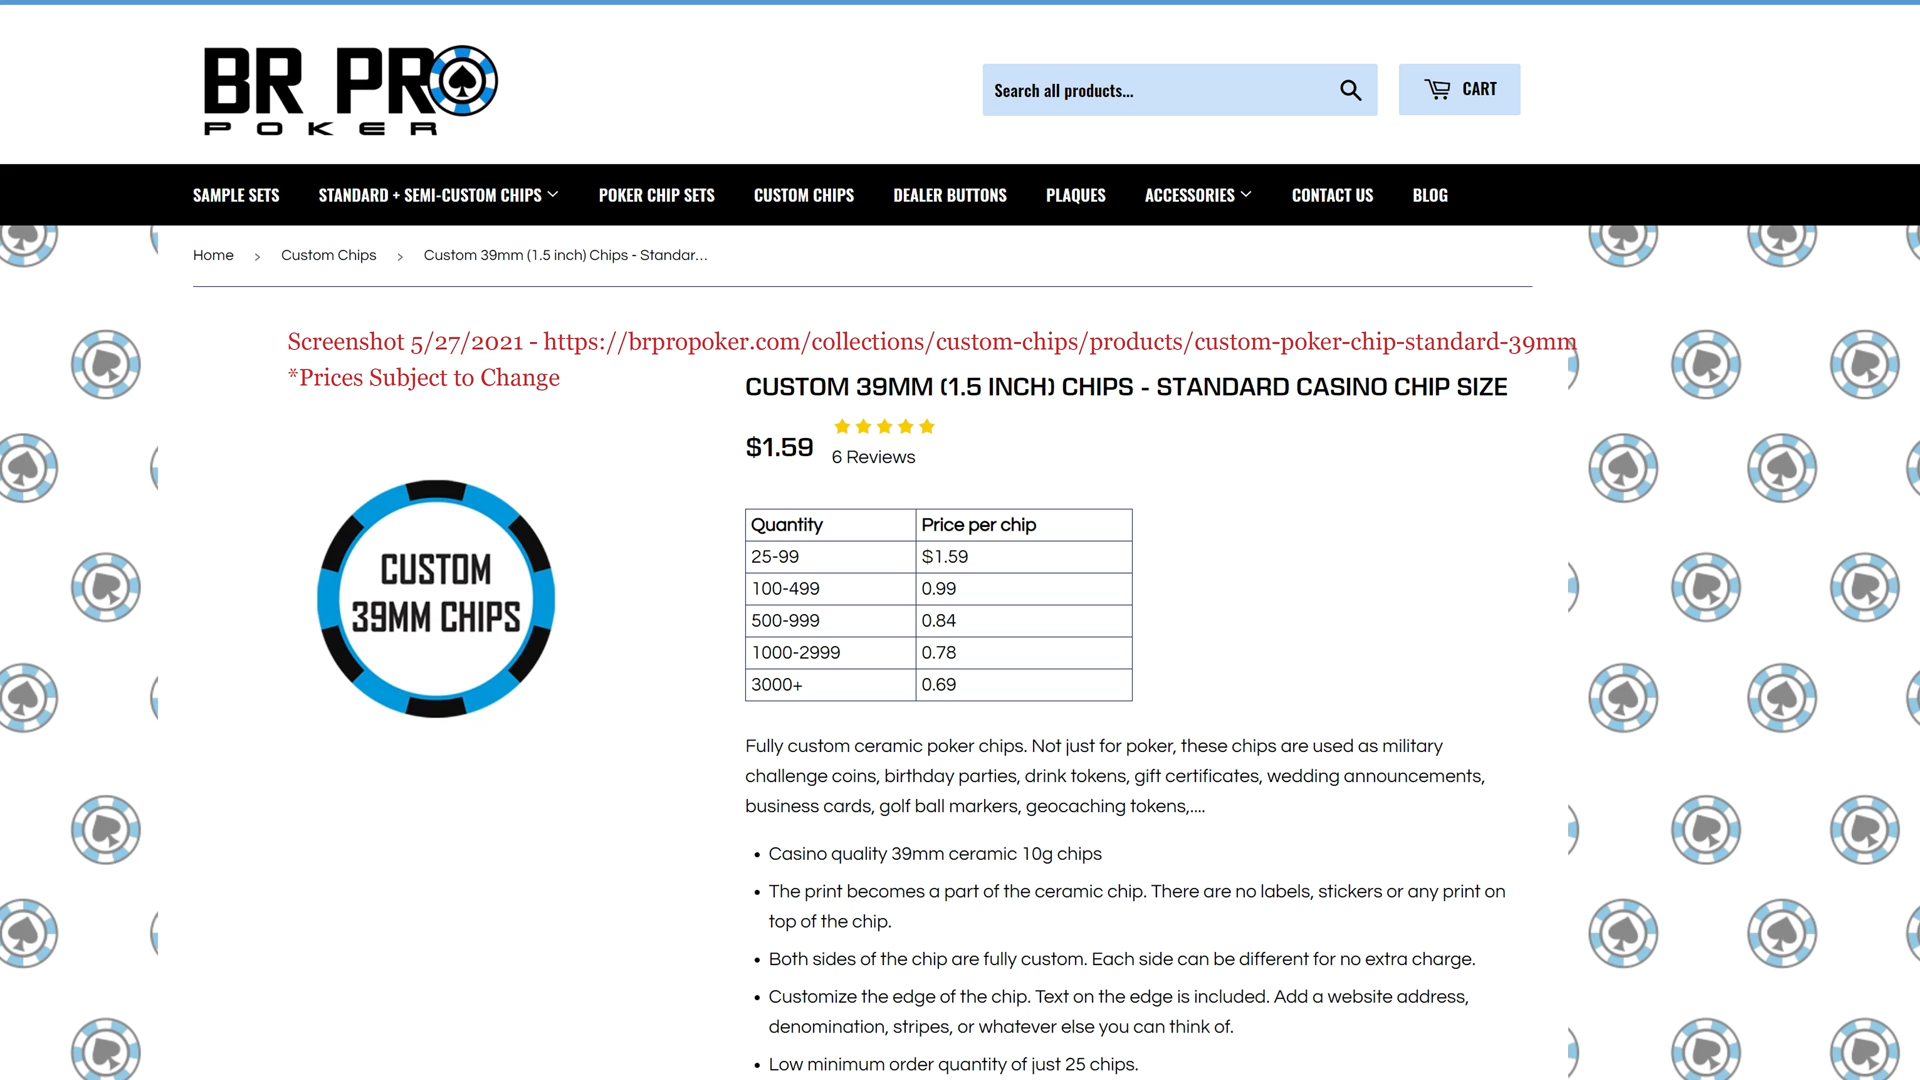 BR PRO
POKER
Search all products...
CART
SAMPLE SETS
STANDARD + SEMI-CUSTOM CHIPS
POKER CHIP SETS
CUSTOM CHIPS
DEALER BUTTONS
PLAQUES
ACCESSORIES
CONTACT US
BLOG
Home › Custom Chips › Custom 39mm (1.5 inch) Chips - Standar...
Screenshot 5/27/2021 - https://brpropoker.com/collections/custom-chips/products/custom-poker-chip-standard-39mm
*Prices Subject to Change
CUSTOM 39MM (1.5 INCH) CHIPS - STANDARD CASINO CHIP SIZE
$1.59
6 Reviews
CUSTOM
39MM CHIPS
Quantity Price per chip
25-99 $1.59
100-499 0.99
500-999 0.84
1000-2999 0.78
3000+ 0.69
Fully custom ceramic poker chips. Not just for poker, these chips are used as military
challenge coins, birthday parties, drink tokens, gift certificates, wedding announcements,
business cards, golf ball markers, geocaching tokens,....
• Casino quality 39mm ceramic 10g chips
• The print becomes a part of the ceramic chip. There are no labels, stickers or any print on
top of the chip.
• Both sides of the chip are fully custom. Each side can be different for no extra charge.
• Customize the edge of the chip. Text on the edge is included. Add a website address,
denomination, stripes, or whatever else you can think of.
• Low minimum order quantity of just 25 chips.